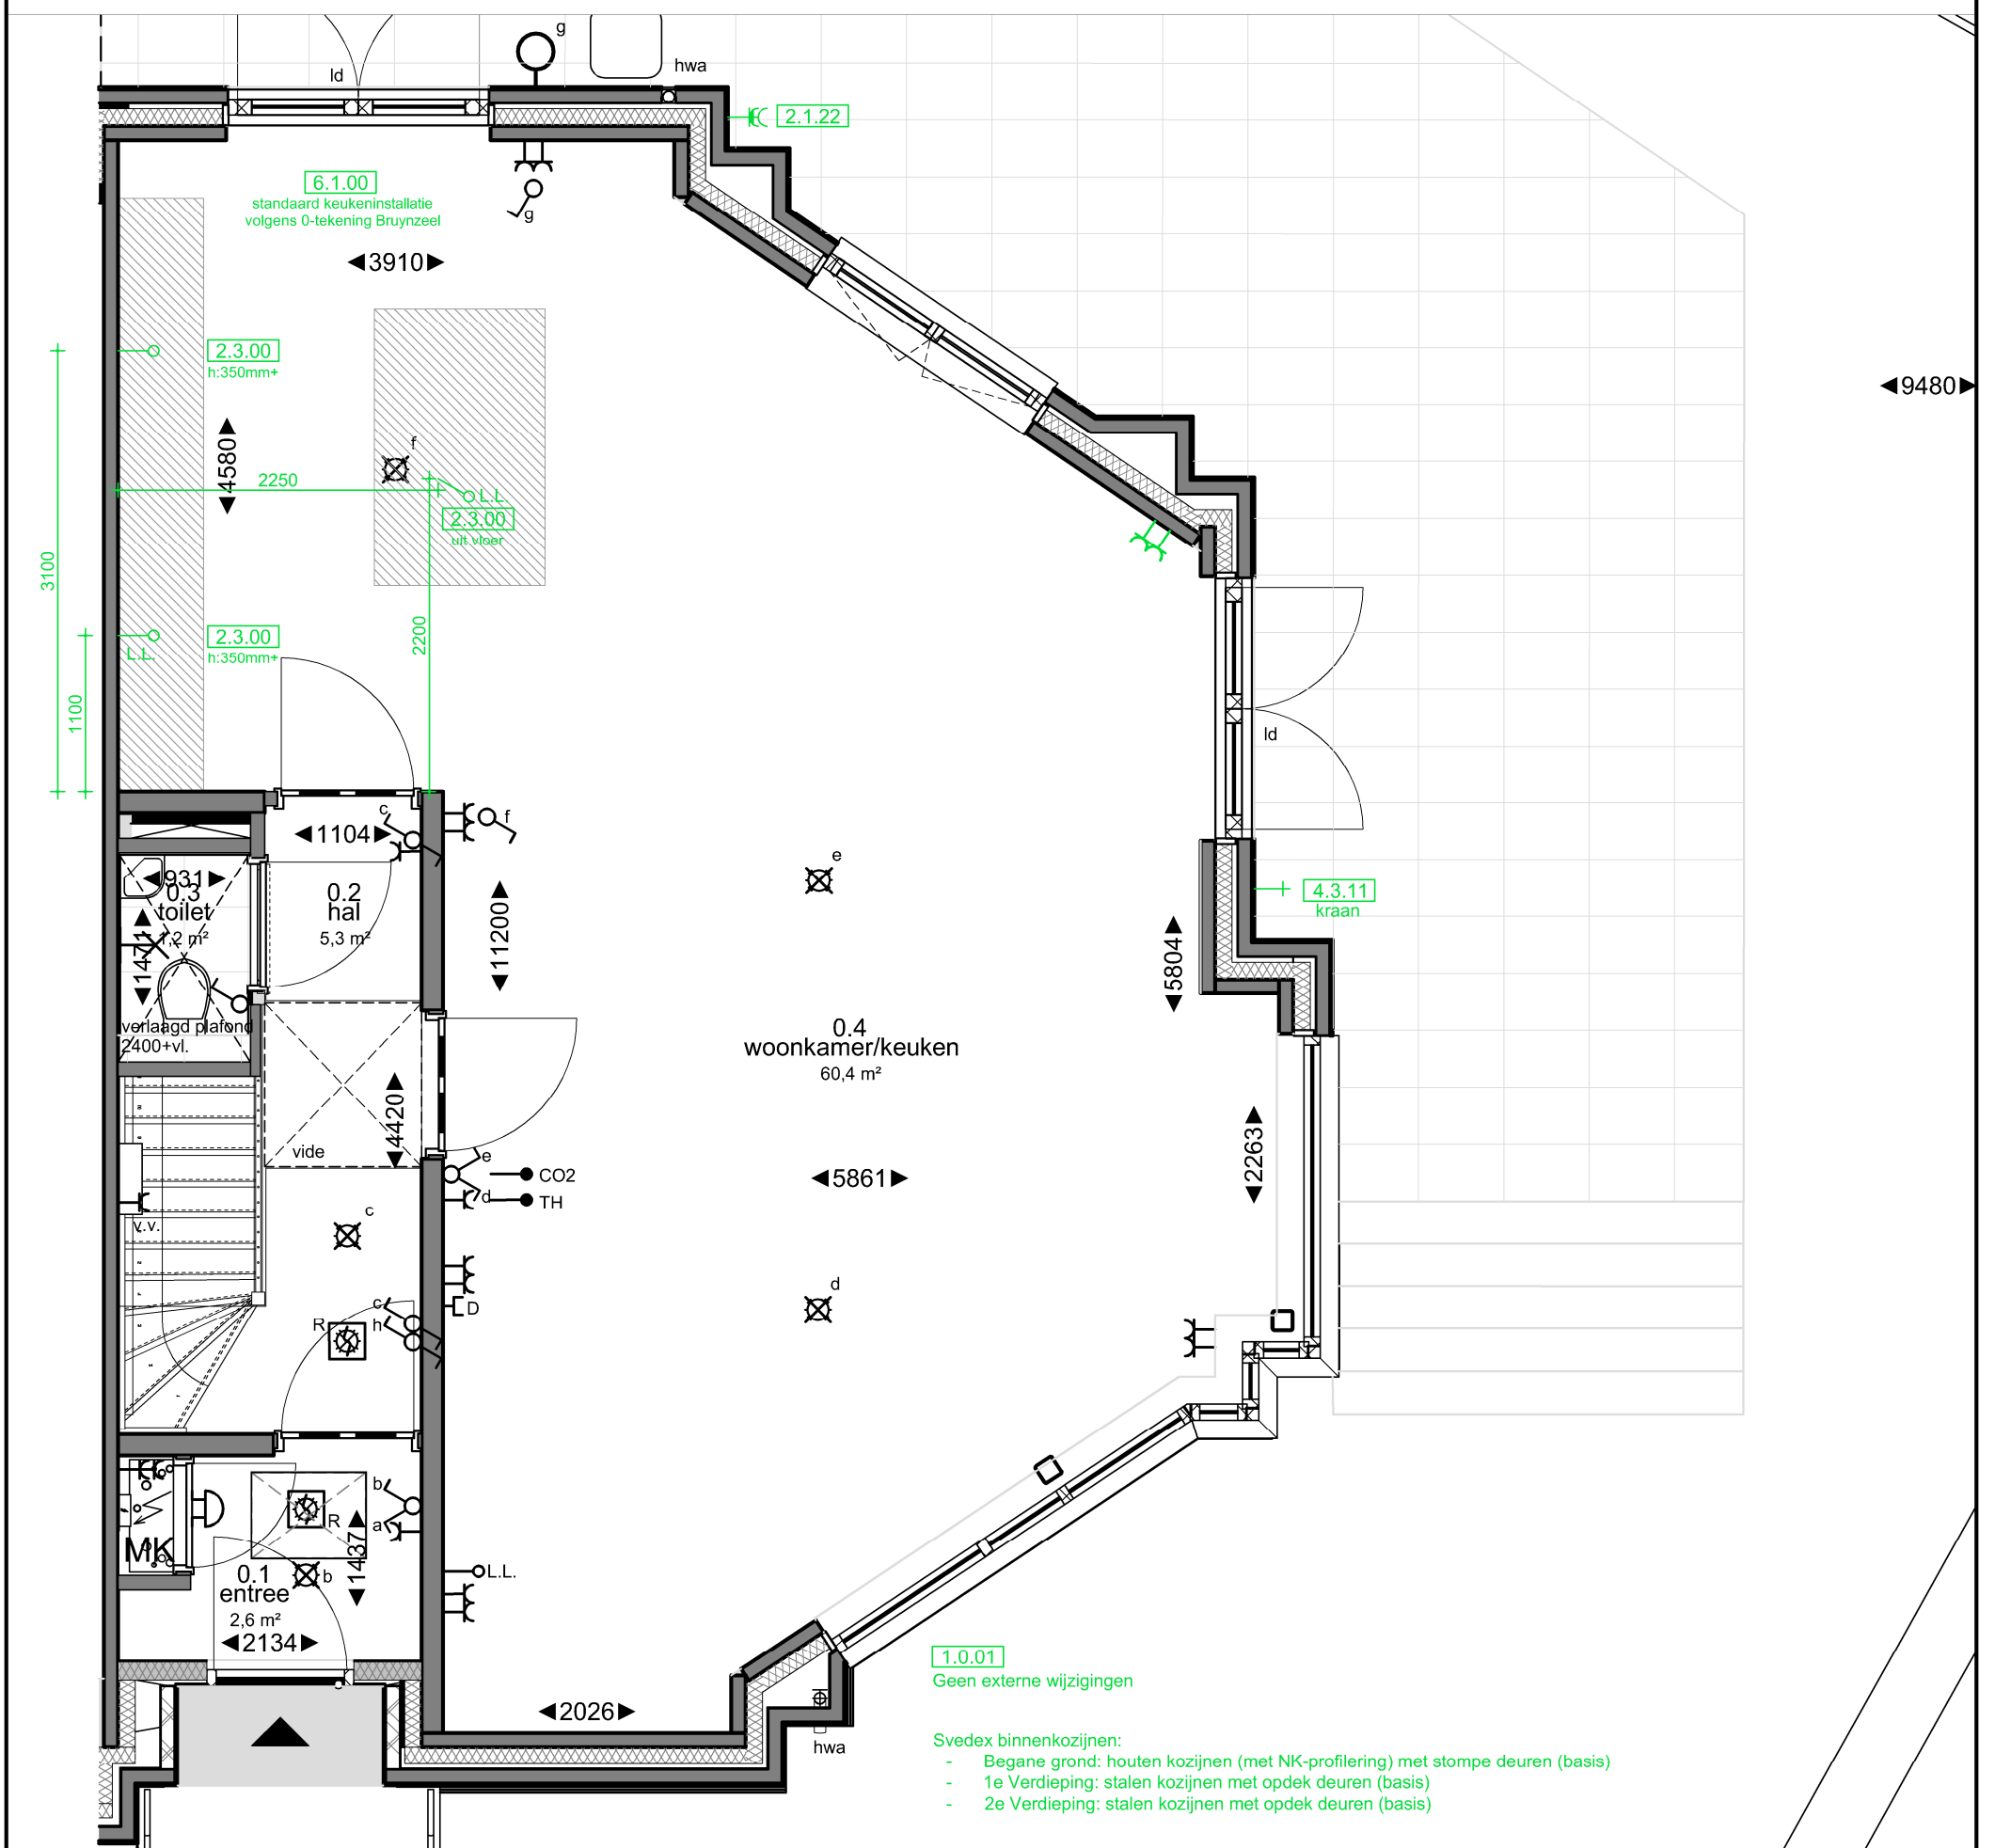 g
ld
hwa
2.1.22
6.1.00
standaard keukeninstallatie
volgens 0-tekening Bruynzeel
g
3910
2.3.00
h:350mm+
9480
4580
f
2250
L.L.
2.3.00
uit vloer
3100
2200
2.3.00
h:350mm+
L.L.
1100
ld
c
1104
f
e
931
0.3
toilet
1,2 m²
1471
0.2
hal
5,3 m²
11200
4.3.11
kraan
5804
verlaagd plafond
2400+vl.
0.4
woonkamer/keuken
60,4 m²
4420
vide
2263
e
CO2
d
TH
5861
v.v.
c
d
c
D
R
h
b
R
a
1437
MK
0.1
entree
b
2,6 m²
2134
L.L.
1.0.01
Geen externe wijzigingen
2026
hwa
Svedex binnenkozijnen:
- Begane grond: houten kozijnen (met NK-profilering) met stompe deuren (basis)
- 1e Verdieping: stalen kozijnen met opdek deuren (basis)
- 2e Verdieping: stalen kozijnen met opdek deuren (basis)